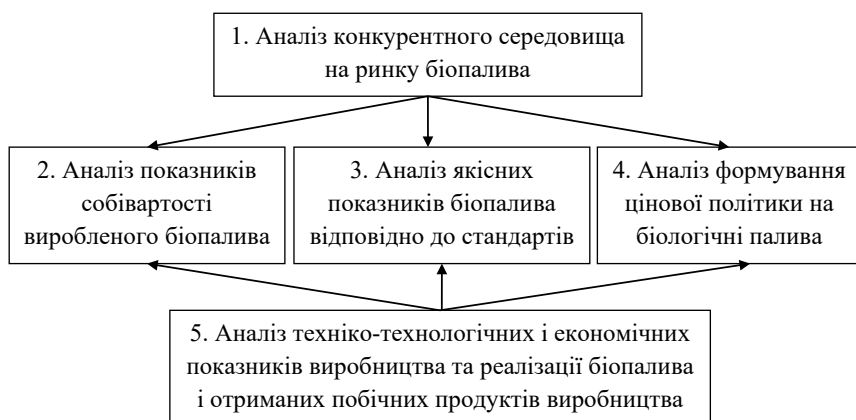 1. Аналіз конкурентного середовища
на ринку біопалива
2. Аналіз показників
собівартості
виробленого біопалива
3. Аналіз якісних
показників біопалива
відповідно до стандартів
4. Аналіз формування
цінової політики на
біологічні палива
5. Аналіз техніко-технологічних і економічних
показників виробництва та реалізації біопалива
і отриманих побічних продуктів виробництва